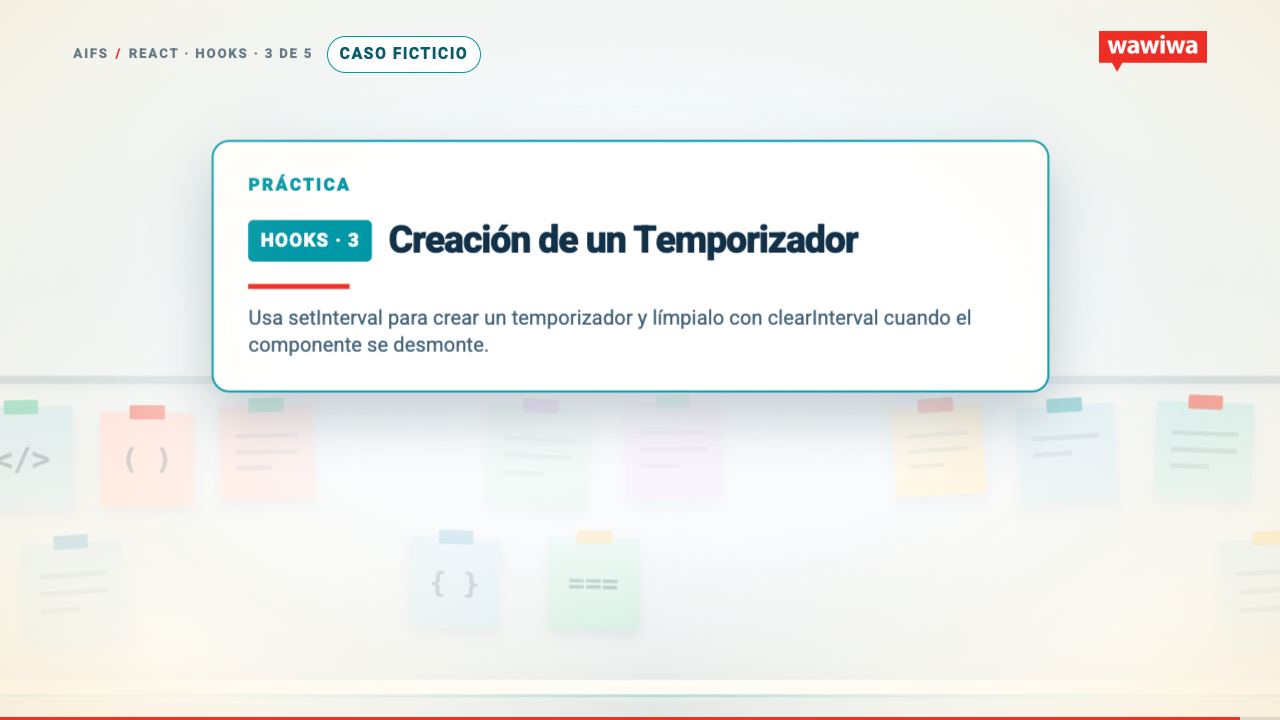 AIFS / REACT · HOOKS · 3 DE 5
CASO FICTICIO
wawiwa
PRÁCTICA
HOOKS · 3
Creación de un Temporizador
Usa setInterval para crear un temporizador y límpialo con clearInterval cuando el
componente se desmonte.
</>
( )
{ }
===